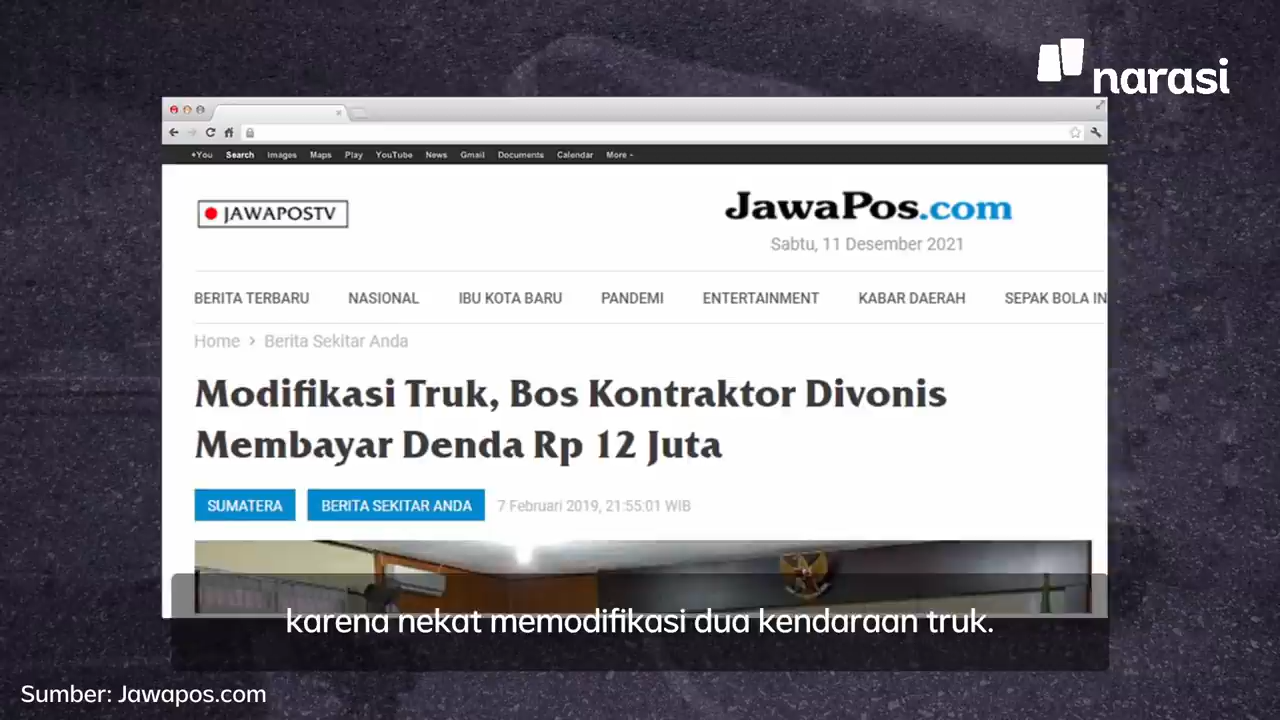 narasi
+You Search Images Maps Play YouTube News Gmail Documents Calendar More
JAWAPOSTV
JawaPos.com
Sabtu, 11 Desember 2021
BERITA TERBARU NASIONAL IBU KOTA BARU PANDEMI ENTERTAINMENT KABAR DAERAH SEPAK BOLA IN
Home > Berita Sekitar Anda
Modifikasi Truk, Bos Kontraktor Divonis
Membayar Denda Rp 12 Juta
SUMATERA BERITA SEKITAR ANDA 7 Februari 2019, 21:55:01 WIB
karena nekat memodifikasi dua kendaraan truk.
Sumber: Jawapos.com